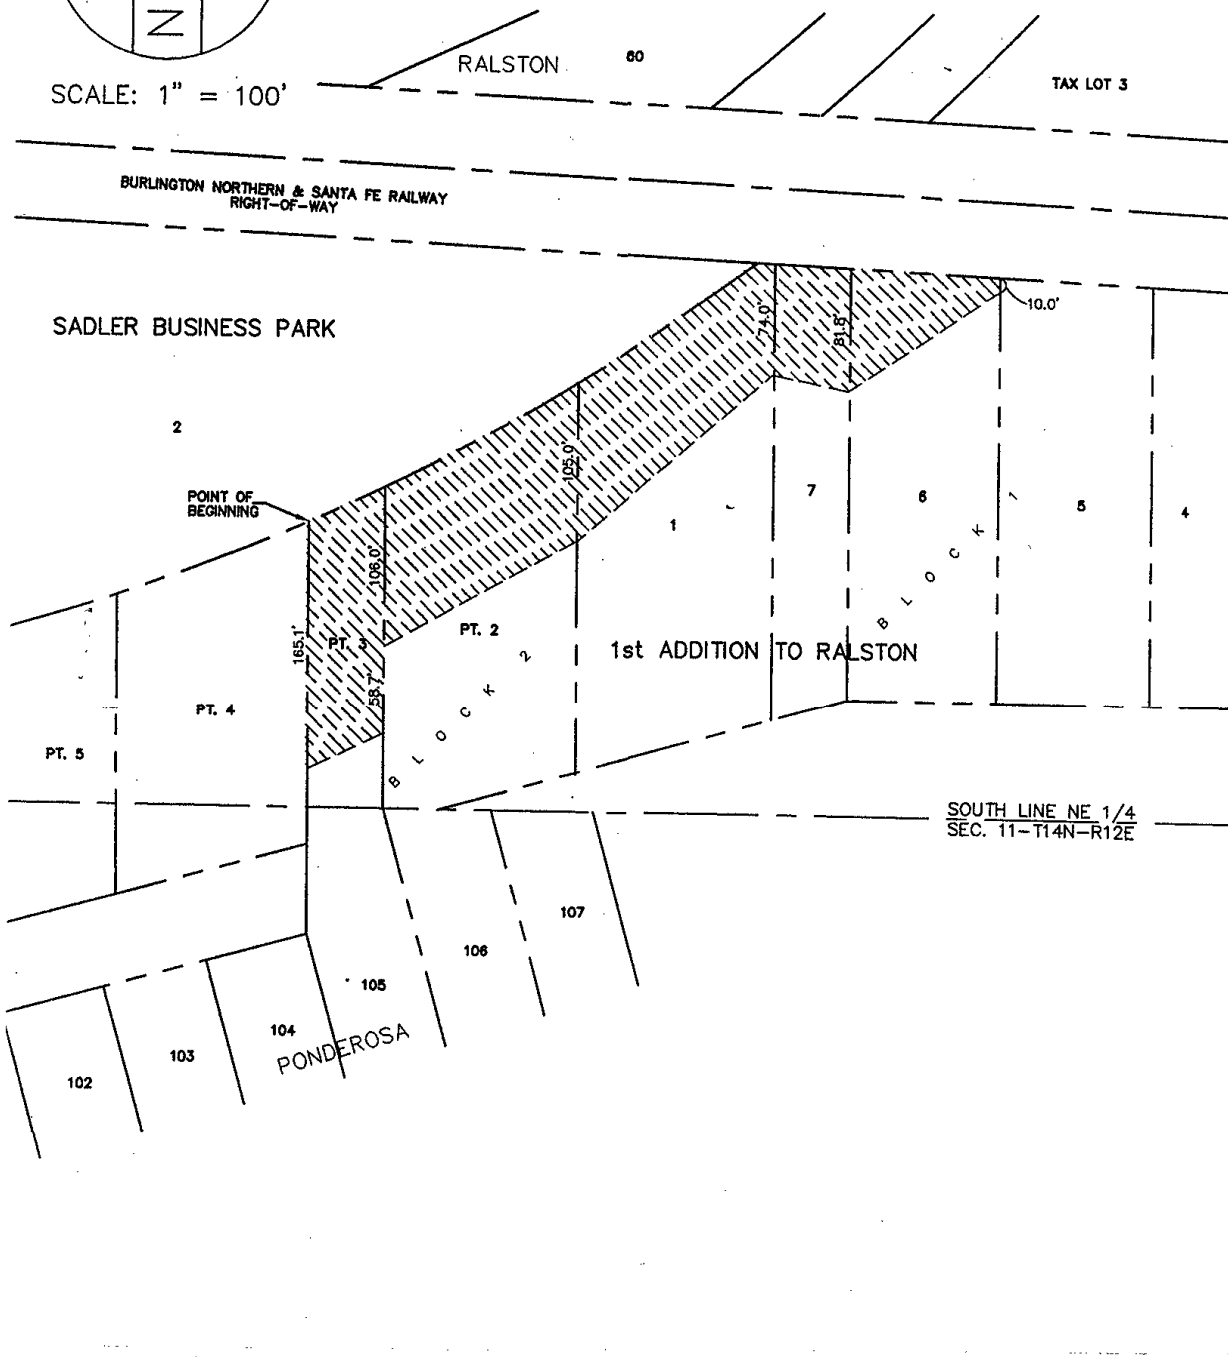 N
SCALE: 1" = 100'
RALSTON
60
TAX LOT 3
BURLINGTON NORTHERN & SANTA FE RAILWAY
RIGHT-OF-WAY
SADLER BUSINESS PARK
2
POINT OF
BEGINNING
74.0'
81.8'
10.0'
105.0'
106.0'
165.1'
58.7'
PT. 3
PT. 2
PT. 4
PT. 5
1
7
6
5
4
BLOCK 1
BLOCK 2
1st ADDITION TO RALSTON
SOUTH LINE NE 1/4
SEC. 11-T14N-R12E
107
106
105
104
103
102
PONDEROSA